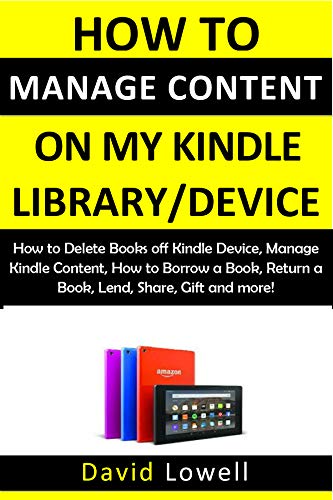 HOW TO
MANAGE CONTENT
ON MY KINDLE
LIBRARY/DEVICE
How to Delete Books off Kindle Device, Manage
Kindle Content, How to Borrow a Book, Return a
Book, Lend, Share, Gift and more!
amazon
David Lowell